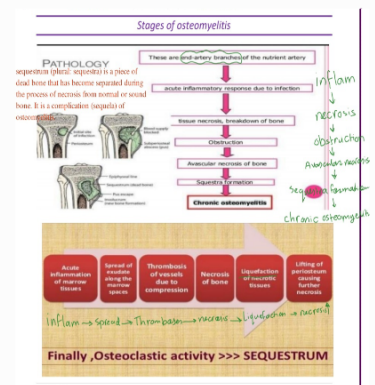 Stages of osteomyelitis
PATHOLOGY
These are end-artery branches of the nutrient artery
sequestrum (plural: sequestra) is a piece of
dead bone that has become separated during
the process of necrosis from normal or sound
bone. It is a complication (sequela) of
acute inflammatory response due to infection
tissue necrosis, breakdown of bone
Obstruction
Avascular necrosis of bone
Squestra formation
Chronic osteomyelitis
inflam
necrosis
obstruction
Avascular necrosis
chronic osteomyelitis
Acute
inflammation
of marrow
tissues
Spread of
exudate
along the
marrow
spaces
Thrombosis
of vessels
due to
compression
Necrosis
of bone
Liquefaction
of necrotic
tissues
Lifting of
periosteum
causing
further
necrosis
inflam → spread → Thrombosis → necrosis → Liquefaction → necrosis
Finally ,Osteoclastic activity >>> SEQUESTRUM